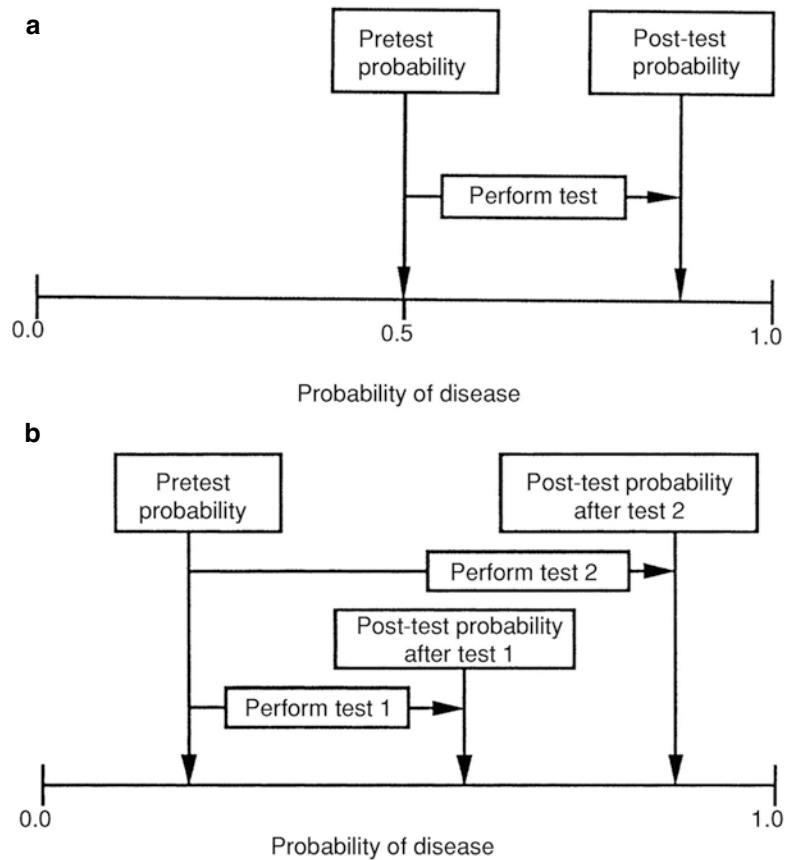 a
Pretest
probability
Post-test
probability
Perform test
0.0
0.5
1.0
Probability of disease
b
Pretest
probability
Post-test probability
after test 2
Perform test 2
Post-test probability
after test 1
Perform test 1
0.0
1.0
Probability of disease